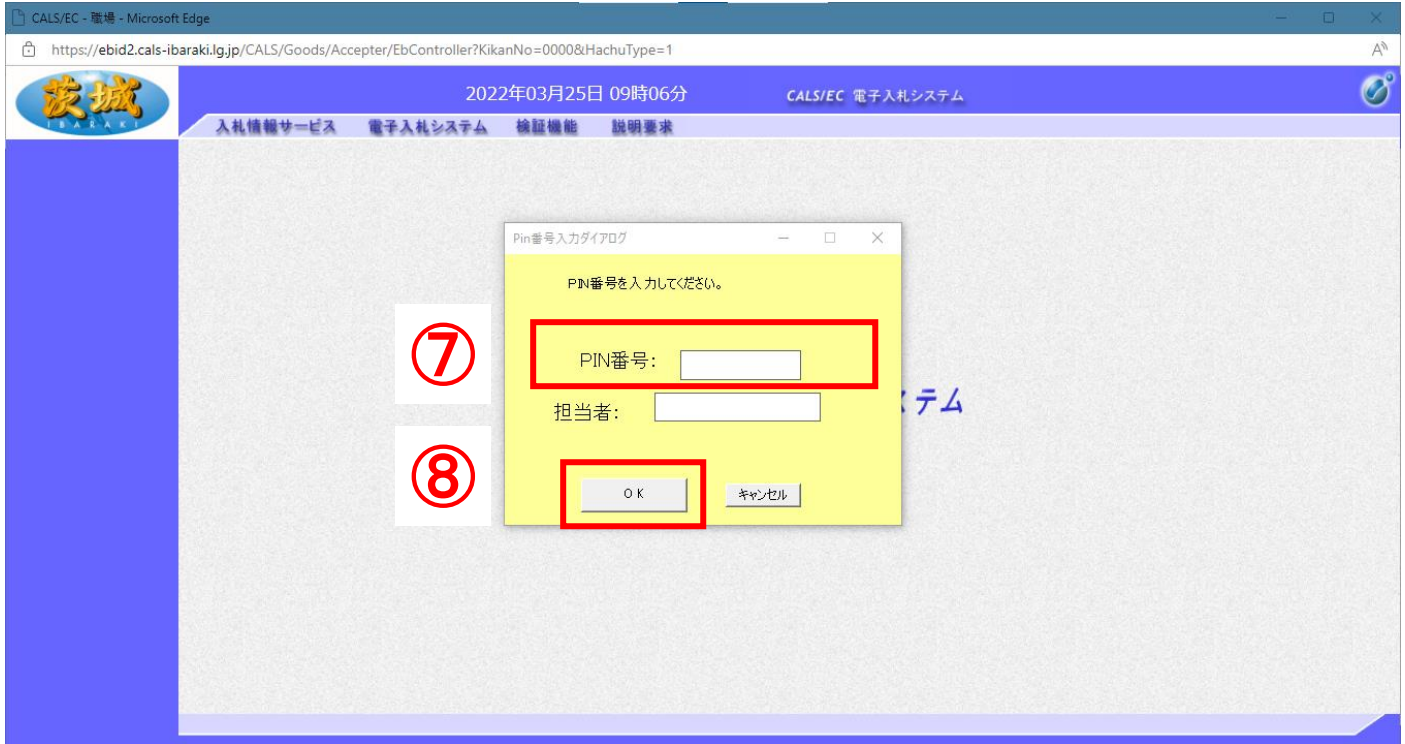 CALS/EC - 職場 - Microsoft Edge
https://ebid2.cals-ibaraki.lg.jp/CALS/Goods/Accepter/EbController?KikanNo=0000&HachuType=1
茨城
IBARAKI
2022年03月25日 09時06分
CALS/EC 電子入札システム
入札情報サービス 電子入札システム 検証機能 説明要求
Pin番号入力ダイアログ
PIN番号を入力してください。
⑦
PIN番号:
担当者:
テム
⑧
OK
キャンセル